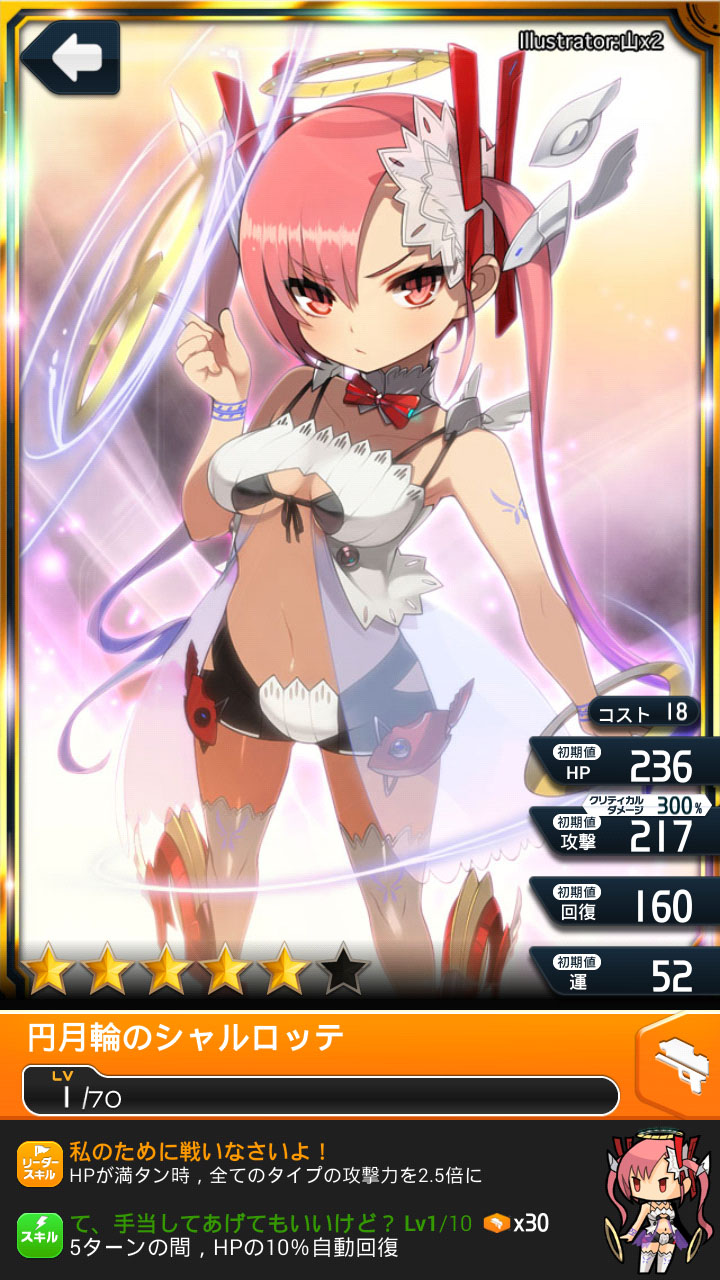 Illustrator:山x2
コスト 18
初期値
HP 236
クリティカル
ダメージ 300%
初期値
攻撃 217
初期値
回復 160
初期値
運 52
円月輪のシャルロッテ
LV
1/70
リーダー
スキル
私のために戦いなさいよ！
HPが満タン時，全てのタイプの攻撃力を2.5倍に
スキル
て、手当してあげてもいいけど？ Lv1/10 x30
5ターンの間，HPの10％自動回復